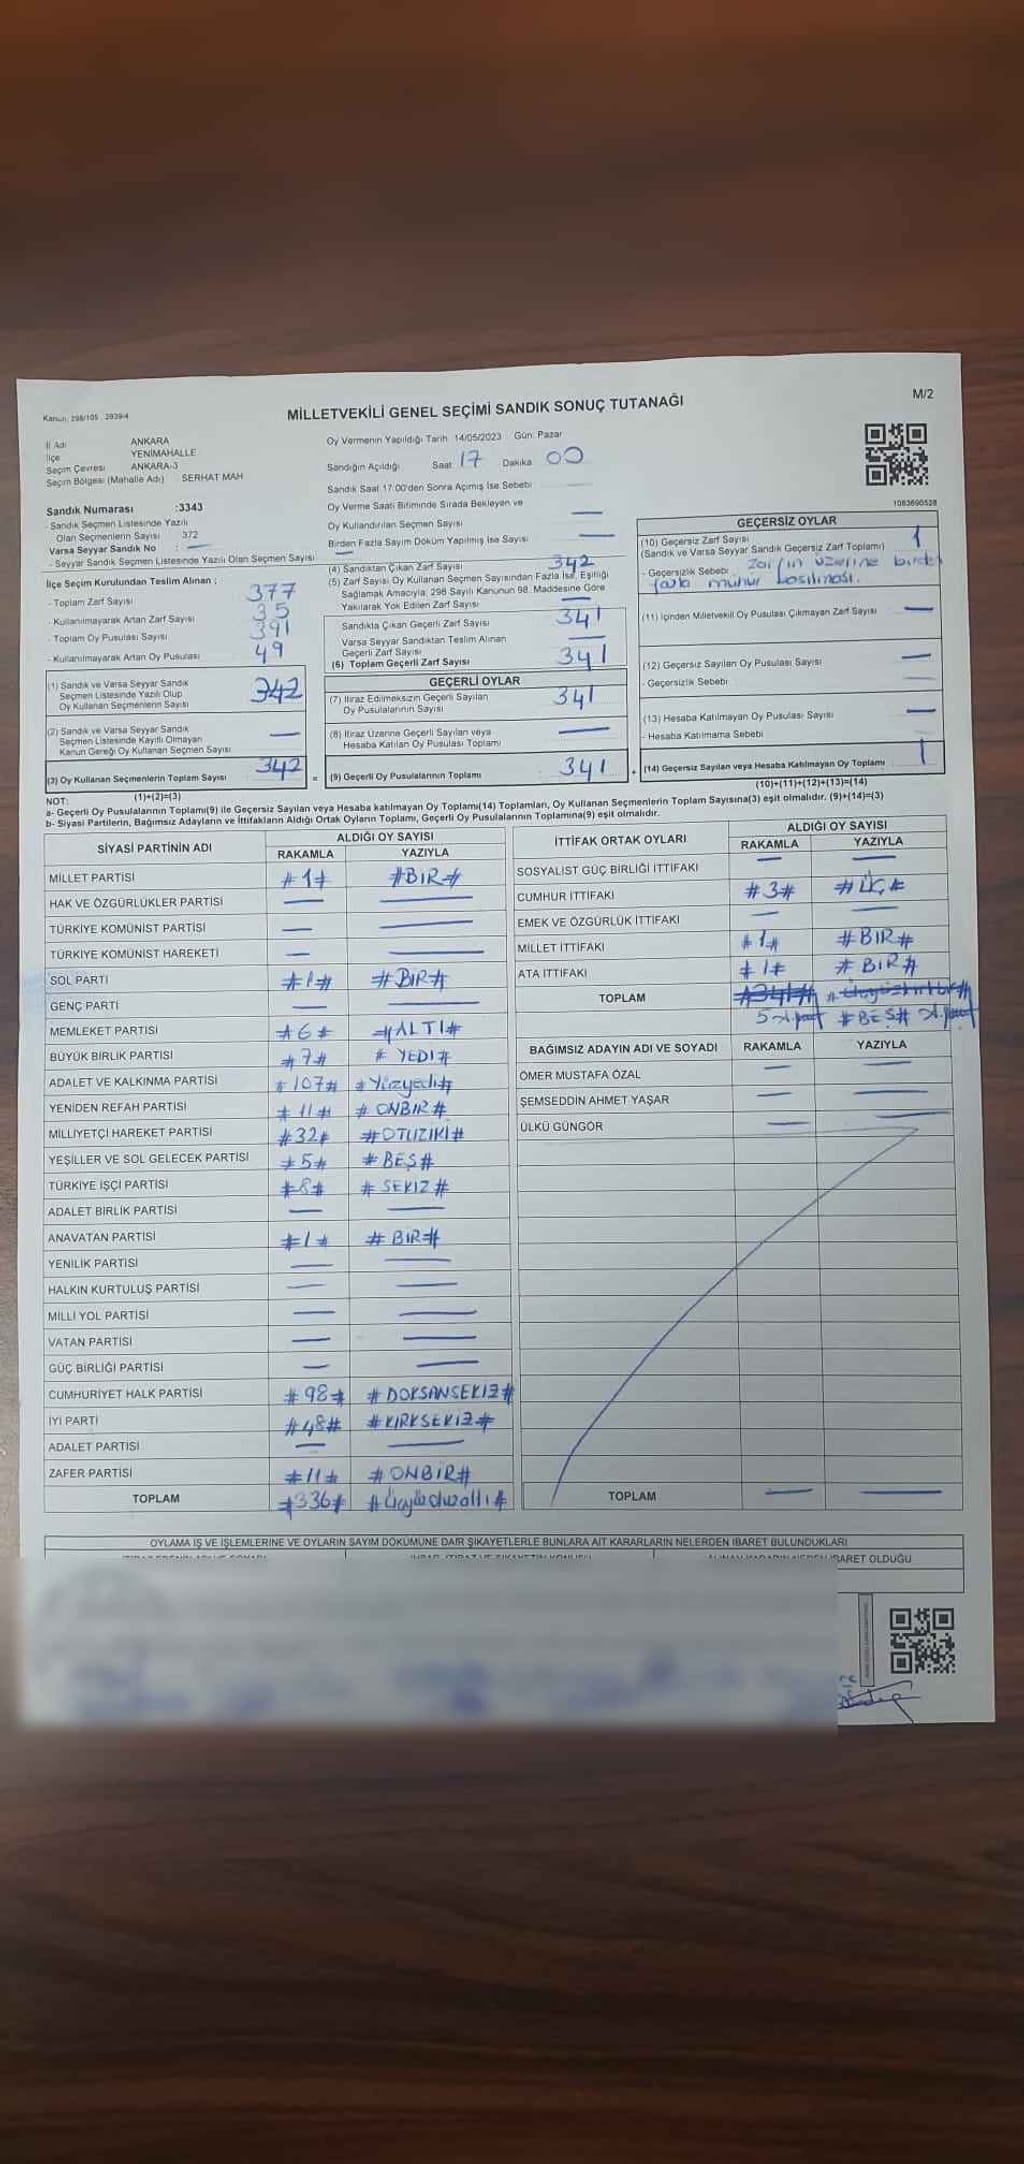 Kanun: 298/105 2839/4
MİLLETVEKİLİ GENEL SEÇİMİ SANDIK SONUÇ TUTANAĞI
M/2
İl Adı ANKARA
İlçe YENİMAHALLE
Seçim Çevresi ANKARA-3
Seçim Bölgesi (Mahalle Adı) SERHAT MAH
Sandık Numarası :3343
- Sandık Seçmen Listesinde Yazılı
Olan Seçmenlerin Sayısı 372
Varsa Seyyar Sandık No : —
- Seyyar Sandık Seçmen Listesinde Yazılı Olan Seçmen Sayısı: —
İlçe Seçim Kurulundan Teslim Alınan ;
- Toplam Zarf Sayısı 377
- Kullanılmayarak Artan Zarf Sayısı 35
- Toplam Oy Pusulası Sayısı 391
- Kullanılmayarak Artan Oy Pusulası 49
(1) Sandık ve Varsa Seyyar Sandık
Seçmen Listesinde Yazılı Olup
Oy Kullanan Seçmenlerin Sayısı 342
(2) Sandık ve Varsa Seyyar Sandık
Seçmen Listesinde Kayıtlı Olmayan
Kanun Gereği Oy Kullanan Seçmen Sayısı —
(3) Oy Kullanan Seçmenlerin Toplam Sayısı 342 =
(1)+(2)=(3)
Oy Vermenin Yapıldığı Tarih 14/05/2023 Gün: Pazar
Sandığın Açıldığı Saat 17 Dakika 00
Sandık Saat 17:00'den Sonra Açılmış İse Sebebi —
Oy Verme Saati Bitiminde Sırada Bekleyen ve
Oy Kullandırılan Seçmen Sayısı —
Birden Fazla Sayım Döküm Yapılmış İse Sayısı —
(4) Sandıktan Çıkan Zarf Sayısı 342
(5) Zarf Sayısı Oy Kullanan Seçmen Sayısından Fazla İse, Eşitliği
Sağlamak Amacıyla, 298 Sayılı Kanunun 98. Maddesine Göre
Yakılarak Yok Edilen Zarf Sayısı —
Sandıkta Çıkan Geçerli Zarf Sayısı 341
Varsa Seyyar Sandıktan Teslim Alınan
Geçerli Zarf Sayısı —
(6) Toplam Geçerli Zarf Sayısı 341
GEÇERLİ OYLAR
(7) İtiraz Edilmeksizin Geçerli Sayılan
Oy Pusulalarının Sayısı 341
(8) İtiraz Üzerine Geçerli Sayılan veya
Hesaba Katılan Oy Pusulası Toplamı —
(9) Geçerli Oy Pusulalarının Toplamı 341 +
1083690528
GEÇERSİZ OYLAR
(10) Geçersiz Zarf Sayısı 1
(Sandık ve Varsa Seyyar Sandık Geçersiz Zarf Toplamı)
- Geçersizlik Sebebi: Zarfın üzerine birden
fazla mühür basılması.
(11) İçinden Milletvekili Oy Pusulası Çıkmayan Zarf Sayısı —
(12) Geçersiz Sayılan Oy Pusulası Sayısı —
- Geçersizlik Sebebi —
(13) Hesaba Katılmayan Oy Pusulası Sayısı —
- Hesaba Katılmama Sebebi —
(14) Geçersiz Sayılan veya Hesaba Katılmayan Oy Toplamı 1
(10)+(11)+(12)+(13)=(14)
NOT:
a- Geçerli Oy Pusulalarının Toplamı(9) ile Geçersiz Sayılan veya Hesaba katılmayan Oy Toplamı(14) Toplamları, Oy Kullanan Seçmenlerin Toplam Sayısına(3) eşit olmalıdır. (9)+(14)=(3)
b- Siyasi Partilerin, Bağımsız Adayların ve İttifakların Aldığı Ortak Oyların Toplamı, Geçerli Oy Pusulalarının Toplamına(9) eşit olmalıdır.
SİYASİ PARTİNİN ADI ALDIĞI OY SAYISI
RAKAMLA YAZIYLA
MİLLET PARTİSİ #1# #BİR#
HAK VE ÖZGÜRLÜKLER PARTİSİ — —
TÜRKİYE KOMÜNİST PARTİSİ — —
TÜRKİYE KOMÜNİST HAREKETİ — —
SOL PARTİ #1# #BİR#
GENÇ PARTİ — —
MEMLEKET PARTİSİ #6# #ALTI#
BÜYÜK BİRLİK PARTİSİ #7# # YEDİ#
ADALET VE KALKINMA PARTİSİ #107# #Yüzyedi#
YENİDEN REFAH PARTİSİ #11# # ONBİR#
MİLLİYETÇİ HAREKET PARTİSİ #32# #OTUZİKİ#
YEŞİLLER VE SOL GELECEK PARTİSİ #5# #BEŞ#
TÜRKİYE İŞÇİ PARTİSİ #8# # SEKİZ#
ADALET BİRLİK PARTİSİ — —
ANAVATAN PARTİSİ #1# #BİR#
YENİLİK PARTİSİ — —
HALKIN KURTULUŞ PARTİSİ — —
MİLLİ YOL PARTİSİ — —
VATAN PARTİSİ — —
GÜÇ BİRLİĞİ PARTİSİ — —
CUMHURİYET HALK PARTİSİ #98# #DOKSANSEKİZ#
İYİ PARTİ #48# #KIRKSEKİZ#
ADALET PARTİSİ — —
ZAFER PARTİSİ #11# #ONBİR#
TOPLAM #336# #Üçyüzotuzaltı#
İTTİFAK ORTAK OYLARI ALDIĞI OY SAYISI
RAKAMLA YAZIYLA
SOSYALİST GÜÇ BİRLİĞİ İTTİFAKI — —
CUMHUR İTTİFAKI #3# #ÜÇ#
EMEK VE ÖZGÜRLÜK İTTİFAKI — —
MİLLET İTTİFAKI #1# #BİR#
ATA İTTİFAKI #1# #BİR#
TOPLAM #341#
5 #BEŞ#
BAĞIMSIZ ADAYIN ADI VE SOYADI RAKAMLA YAZIYLA
ÖMER MUSTAFA ÖZAL — —
ŞEMSEDDİN AHMET YAŞAR — —
ÜLKÜ GÜNGÖR — —
TOPLAM — —
OYLAMA İŞ VE İŞLEMLERİNE VE OYLARIN SAYIM DÖKÜMÜNE DAİR ŞİKAYETLERLE BUNLARA AİT KARARLARIN NELERDEN İBARET BULUNDUKLARI
İBARET OLDUĞU